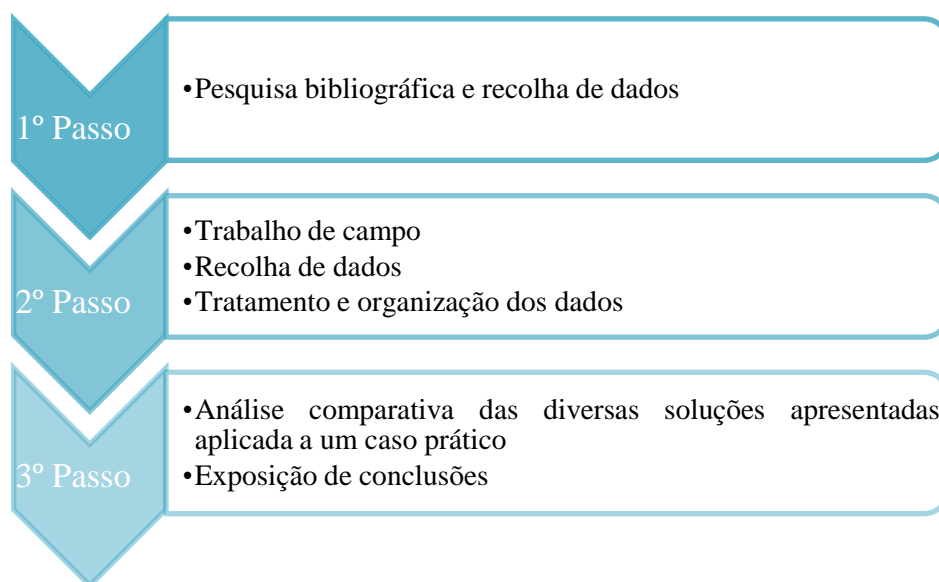 1º Passo
•Pesquisa bibliográfica e recolha de dados
2º Passo
•Trabalho de campo
•Recolha de dados
•Tratamento e organização dos dados
3º Passo
•Análise comparativa das diversas soluções apresentadas
aplicada a um caso prático
•Exposição de conclusões